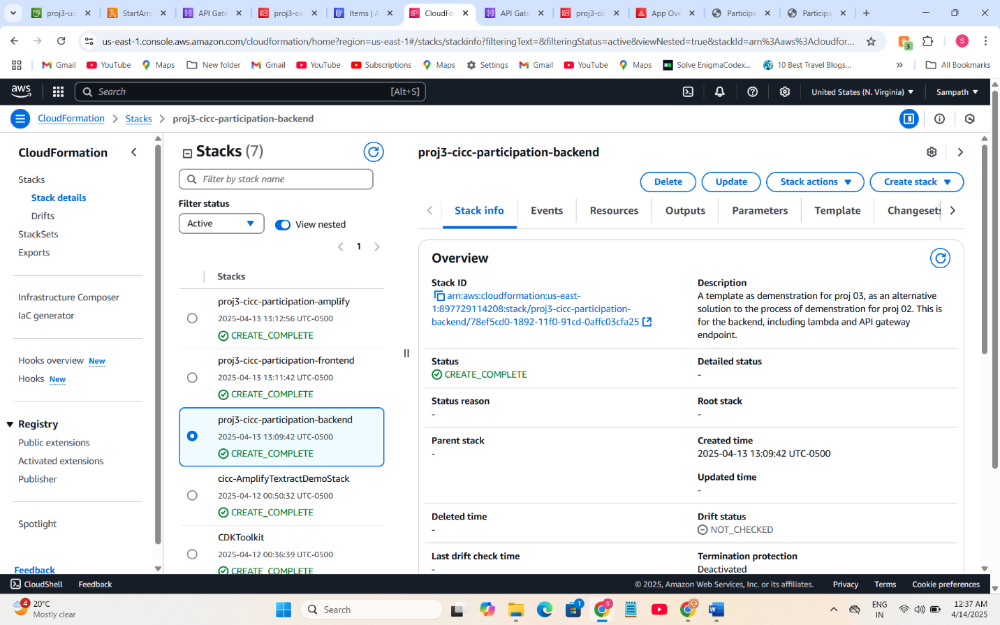 proj3-uc
StartAm
API Gate
proj3-cic
Items | A
CloudFo
API Gate
proj3-cic
App Ove
Participa
Participa
us-east-1.console.aws.amazon.com/cloudformation/home?region=us-east-1#/stacks/stackinfo?filteringText=&filteringStatus=active&viewNested=true&stackId=arn%3Aaws%3Acloudfor...
3
S
Gmail YouTube Maps New folder Gmail YouTube Subscriptions Maps Settings Gmail YouTube Maps Solve EnigmaCodex... 10 Best Travel Blogs... » All Bookmarks
aws Search [Alt+S] United States (N. Virginia) Sampath
CloudFormation Stacks proj3-cicc-participation-backend
CloudFormation
Stacks
Stack details
Drifts
StackSets
Exports
Infrastructure Composer
IaC generator
Hooks overview New
Hooks New
Registry
Public extensions
Activated extensions
Publisher
Spotlight
Feedback
Stacks (7)
Filter by stack name
Filter status
Active View nested
1
Stacks
proj3-cicc-participation-amplify
2025-04-13 13:12:56 UTC-0500
CREATE_COMPLETE
proj3-cicc-participation-frontend
2025-04-13 13:11:42 UTC-0500
CREATE_COMPLETE
proj3-cicc-participation-backend
2025-04-13 13:09:42 UTC-0500
CREATE_COMPLETE
cicc-AmplifyTextractDemoStack
2025-04-12 00:50:32 UTC-0500
CREATE_COMPLETE
CDKToolkit
2025-04-12 00:36:39 UTC-0500
CREATE_COMPLETE
proj3-cicc-participation-backend
Delete Update Stack actions Create stack
Stack info Events Resources Outputs Parameters Template Changesets
Overview
Stack ID
arn:aws:cloudformation:us-east-
1:897729114208:stack/proj3-cicc-participation-
backend/78ef5cd0-1892-11f0-91cd-0affc03cfa25
Description
A template as demenstration for proj 03, as an alternative
solution to the process of demenstration for proj 02. This is
for the backend, including lambda and API gateway
endpoint.
Status
CREATE_COMPLETE
Detailed status
-
Status reason
-
Root stack
-
Parent stack
-
Created time
2025-04-13 13:09:42 UTC-0500
Updated time
-
Deleted time
-
Drift status
NOT_CHECKED
Last drift check time
-
Termination protection
Deactivated
CloudShell Feedback © 2025, Amazon Web Services, Inc. or its affiliates. Privacy Terms Cookie preferences
4
20°C
Mostly clear
Search
1
S
ENG
IN
12:37 AM
4/14/2025